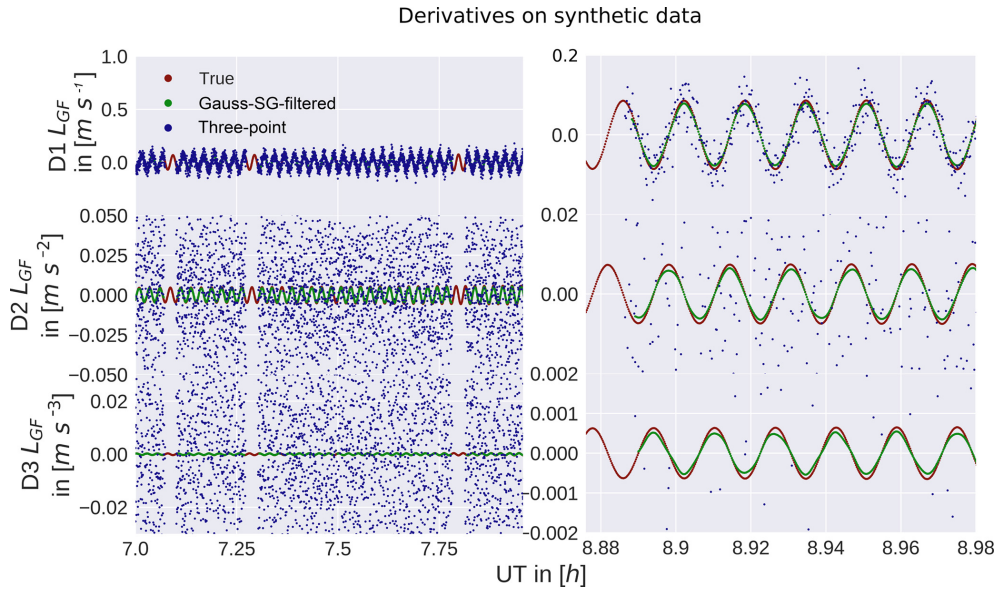 Derivatives on synthetic data
D1 L_GF
in [m s⁻¹]
1.0
0.5
0.0
True
Gauss-SG-filtered
Three-point
0.2
0.0
D2 L_GF
in [m s⁻²]
0.050
0.025
0.000
−0.025
−0.050
0.02
0.00
D3 L_GF
in [m s⁻³]
0.02
0.00
−0.02
0.002
0.001
0.000
−0.001
−0.002
7.0 7.25 7.5 7.75
8.88 8.9 8.92 8.94 8.96 8.98
UT in [h]